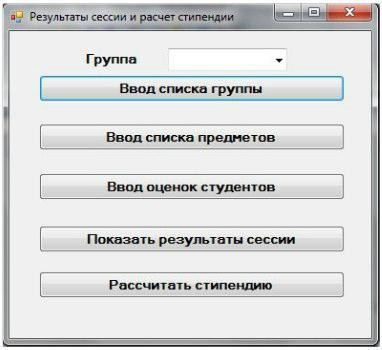 Результаты сессии и расчет стипендии
Группа
Ввод списка группы
Ввод списка предметов
Ввод оценок студентов
Показать результаты сессии
Рассчитать стипендию